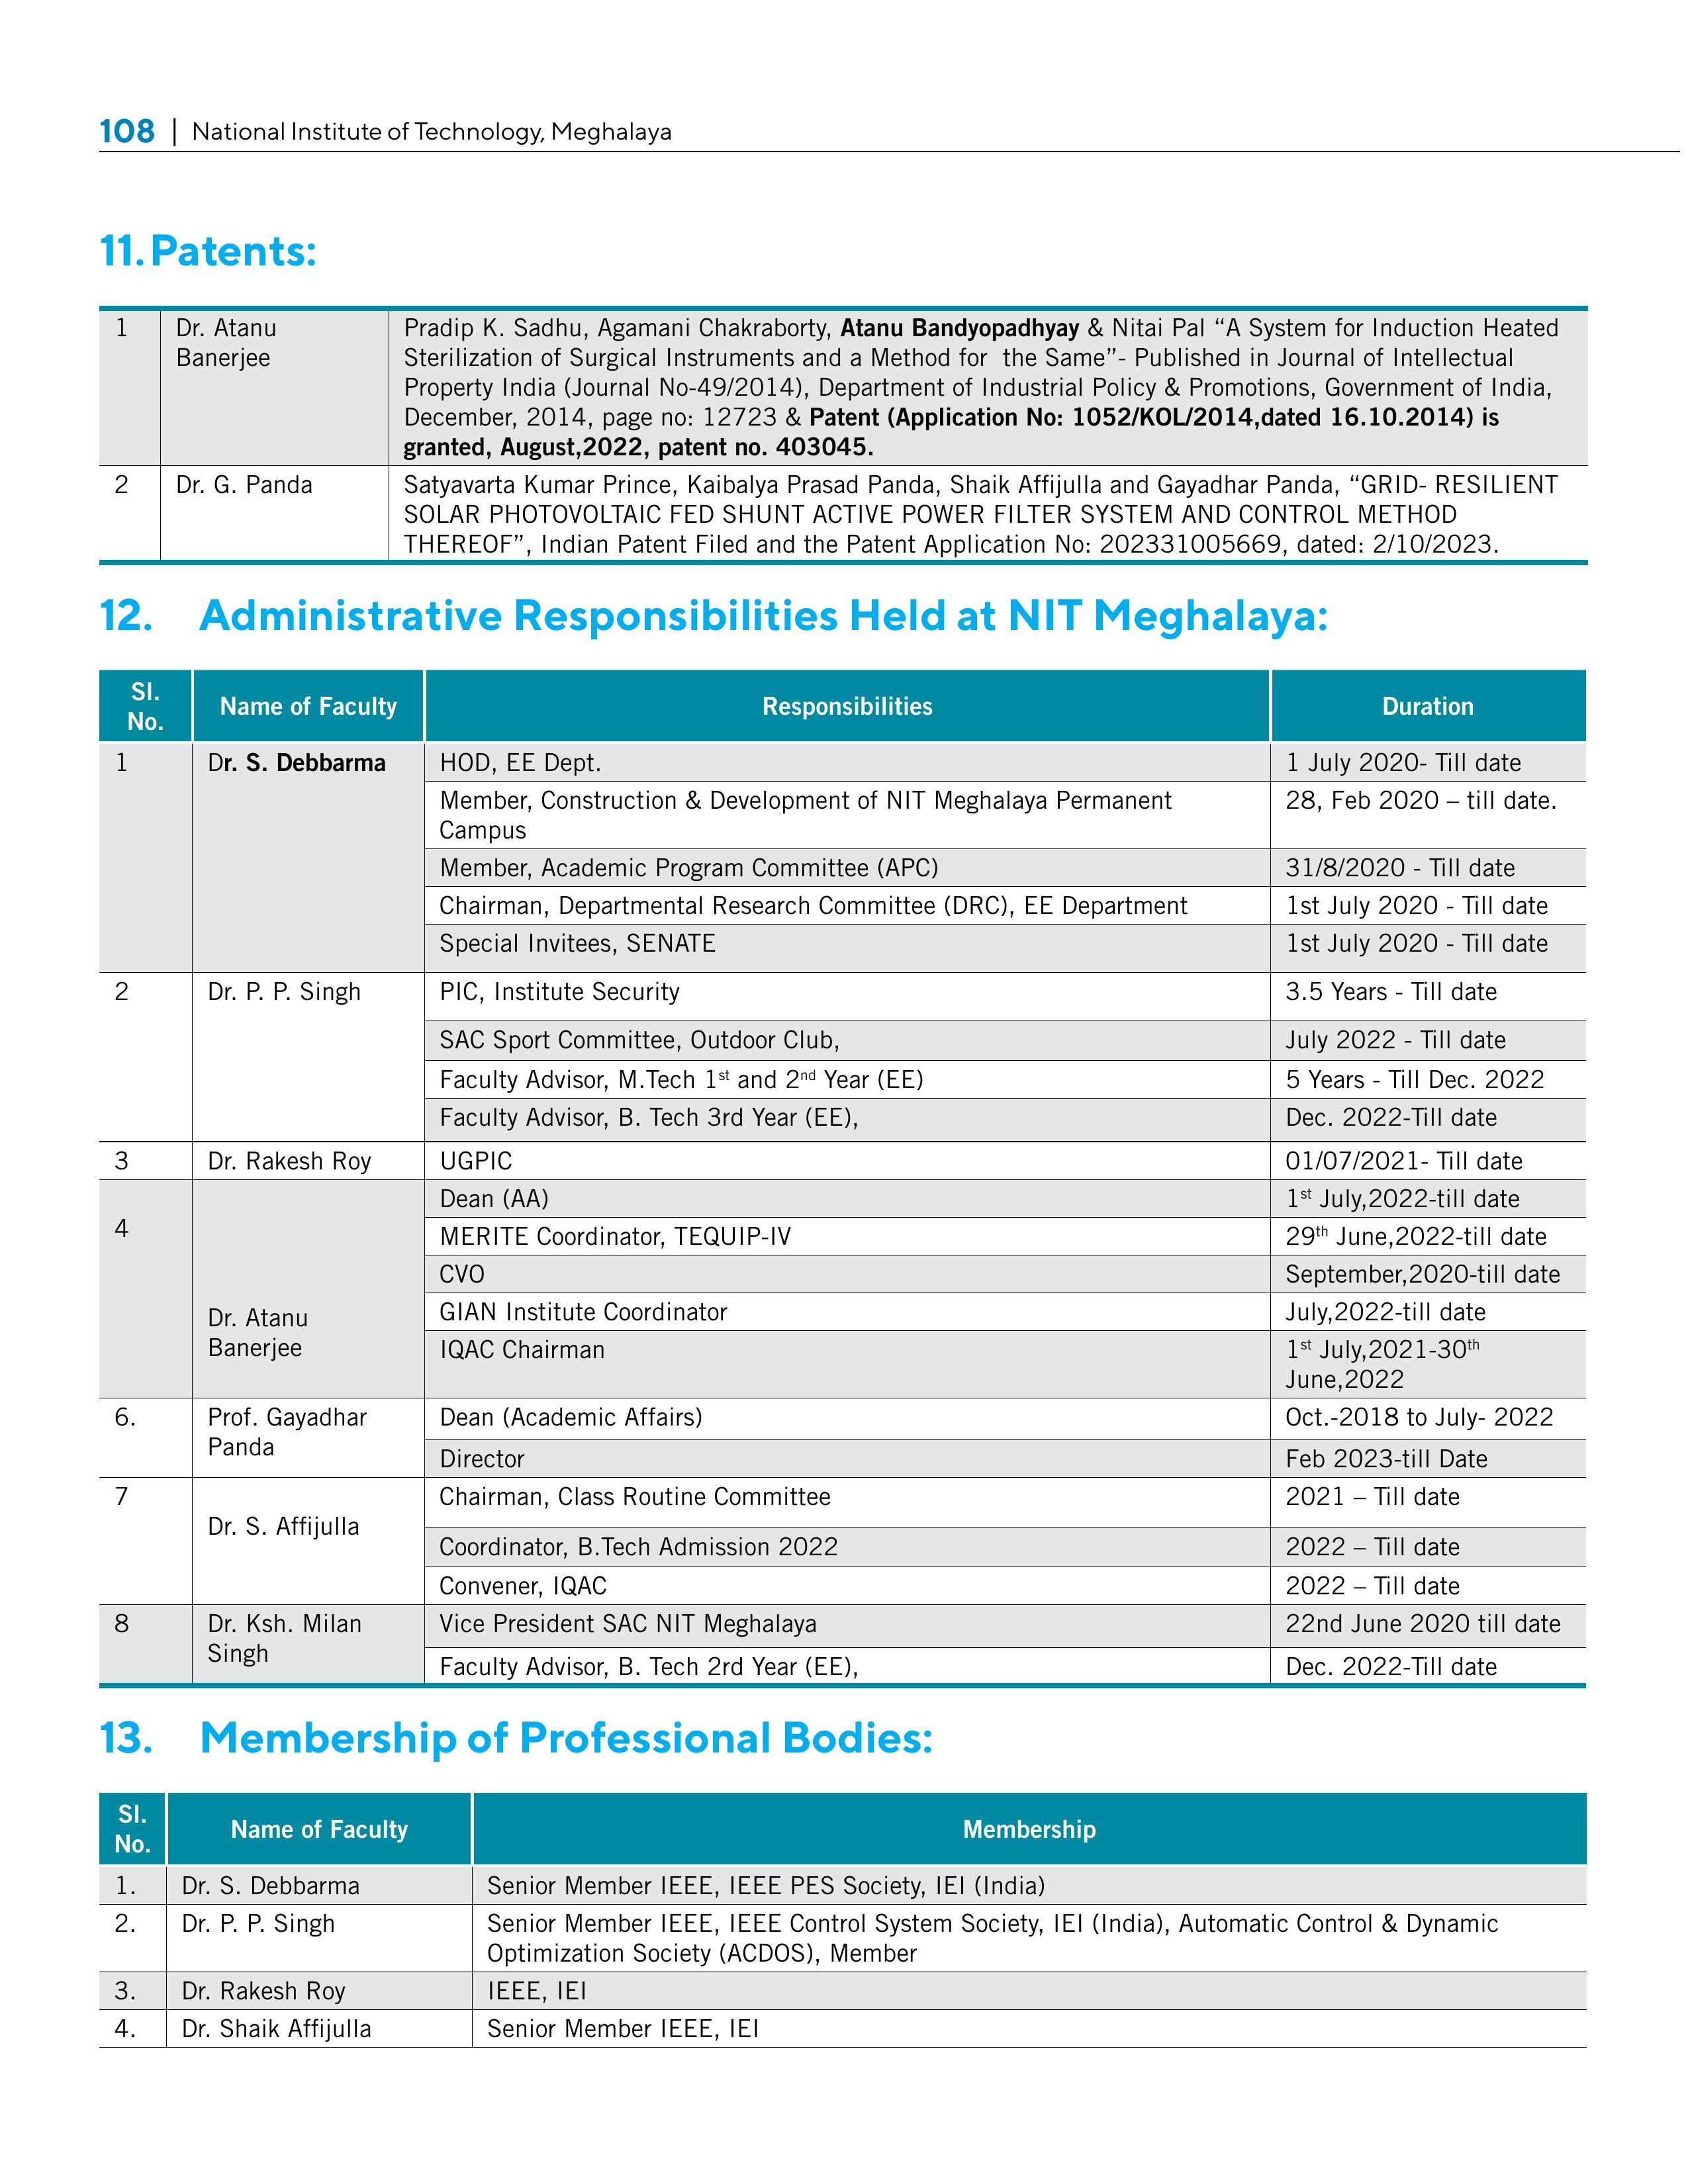 108 | National Institute of Technology, Meghalaya
11. Patents:
1 Dr. Atanu Pradip K. Sadhu, Agamani Chakraborty, Atanu Bandyopadhyay & Nitai Pal “A System for Induction Heated
Banerjee Sterilization of Surgical Instruments and a Method for the Same”- Published in Journal of Intellectual
Property India (Journal No-49/2014), Department of Industrial Policy & Promotions, Government of India,
December, 2014, page no: 12723 & Patent (Application No: 1052/KOL/2014,dated 16.10.2014) is
granted, August,2022, patent no. 403045.
2 Dr. G. Panda Satyavarta Kumar Prince, Kaibalya Prasad Panda, Shaik Affijulla and Gayadhar Panda, “GRID- RESILIENT
SOLAR PHOTOVOLTAIC FED SHUNT ACTIVE POWER FILTER SYSTEM AND CONTROL METHOD
THEREOF”, Indian Patent Filed and the Patent Application No: 202331005669, dated: 2/10/2023.
12. Administrative Responsibilities Held at NIT Meghalaya:
Sl.
No. Name of Faculty Responsibilities Duration
1 Dr. S. Debbarma HOD, EE Dept. 1 July 2020- Till date
Member, Construction & Development of NIT Meghalaya Permanent 28, Feb 2020 – till date.
Campus
Member, Academic Program Committee (APC) 31/8/2020 - Till date
Chairman, Departmental Research Committee (DRC), EE Department 1st July 2020 - Till date
Special Invitees, SENATE 1st July 2020 - Till date
2 Dr. P. P. Singh PIC, Institute Security 3.5 Years - Till date
SAC Sport Committee, Outdoor Club, July 2022 - Till date
Faculty Advisor, M.Tech 1st and 2nd Year (EE) 5 Years - Till Dec. 2022
Faculty Advisor, B. Tech 3rd Year (EE), Dec. 2022-Till date
3 Dr. Rakesh Roy UGPIC 01/07/2021- Till date
Dean (AA) 1st July,2022-till date
4 MERITE Coordinator, TEQUIP-IV 29th June,2022-till date
CVO September,2020-till date
Dr. Atanu GIAN Institute Coordinator July,2022-till date
Banerjee IQAC Chairman 1st July,2021-30th
June,2022
6. Prof. Gayadhar Dean (Academic Affairs) Oct.-2018 to July- 2022
Panda Director Feb 2023-till Date
7 Chairman, Class Routine Committee 2021 – Till date
Dr. S. Affijulla
Coordinator, B.Tech Admission 2022 2022 – Till date
Convener, IQAC 2022 – Till date
8 Dr. Ksh. Milan Vice President SAC NIT Meghalaya 22nd June 2020 till date
Singh Faculty Advisor, B. Tech 2rd Year (EE), Dec. 2022-Till date
13. Membership of Professional Bodies:
Sl.
No. Name of Faculty Membership
1. Dr. S. Debbarma Senior Member IEEE, IEEE PES Society, IEI (India)
2. Dr. P. P. Singh Senior Member IEEE, IEEE Control System Society, IEI (India), Automatic Control & Dynamic
Optimization Society (ACDOS), Member
3. Dr. Rakesh Roy IEEE, IEI
4. Dr. Shaik Affijulla Senior Member IEEE, IEI